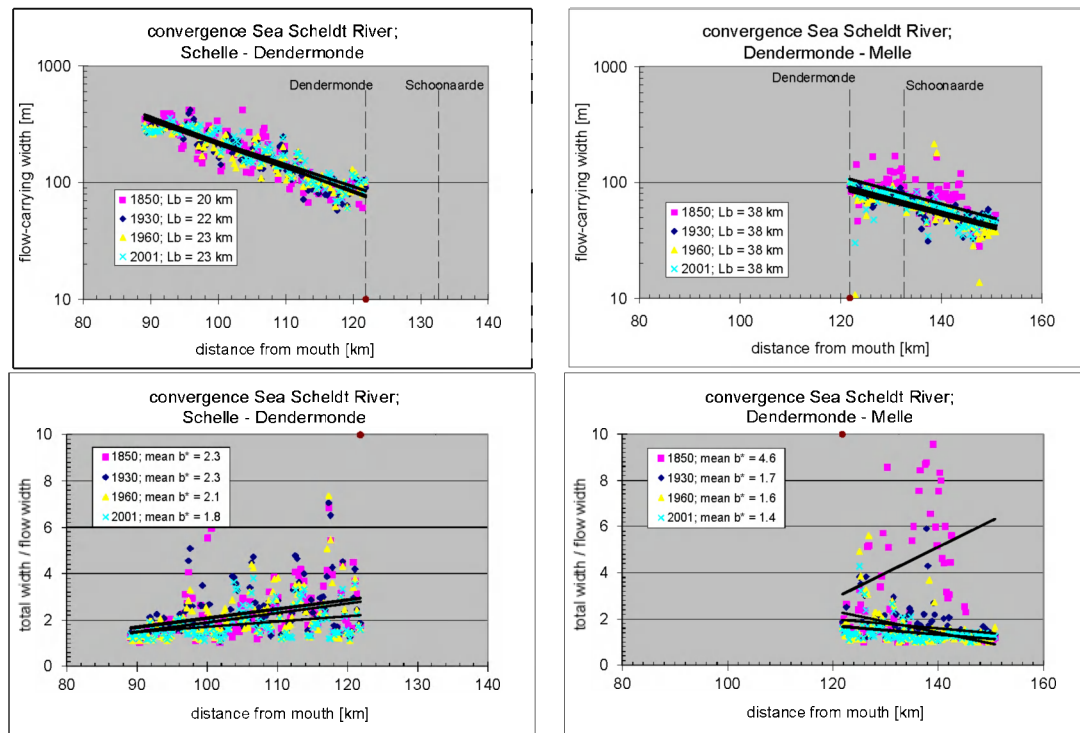 convergence Sea Scheldt River;
Schelle - Dendermonde
flow-carrying width [m]
1000
100
10
Dendermonde
Schoonaarde
1850; Lb = 20 km
1930; Lb = 22 km
1960; Lb = 23 km
2001; Lb = 23 km
80 90 100 110 120 130 140
distance from mouth [km]
convergence Sea Scheldt River;
Dendermonde - Melle
flow-carrying width [m]
1000
100
10
Dendermonde
Schoonaarde
1850; Lb = 38 km
1930; Lb = 38 km
1960; Lb = 38 km
2001; Lb = 38 km
80 100 120 140 160
distance from mouth [km]
convergence Sea Scheldt River;
Schelle - Dendermonde
total width / flow width
10
8
6
4
2
0
1850; mean b* = 2.3
1930; mean b* = 2.3
1960; mean b* = 2.1
2001; mean b* = 1.8
80 90 100 110 120 130 140
distance from mouth [km]
convergence Sea Scheldt River;
Dendermonde - Melle
total width / flow width
10
8
6
4
2
0
1850; mean b* = 4.6
1930; mean b* = 1.7
1960; mean b* = 1.6
2001; mean b* = 1.4
80 100 120 140 160
distance from mouth [km]